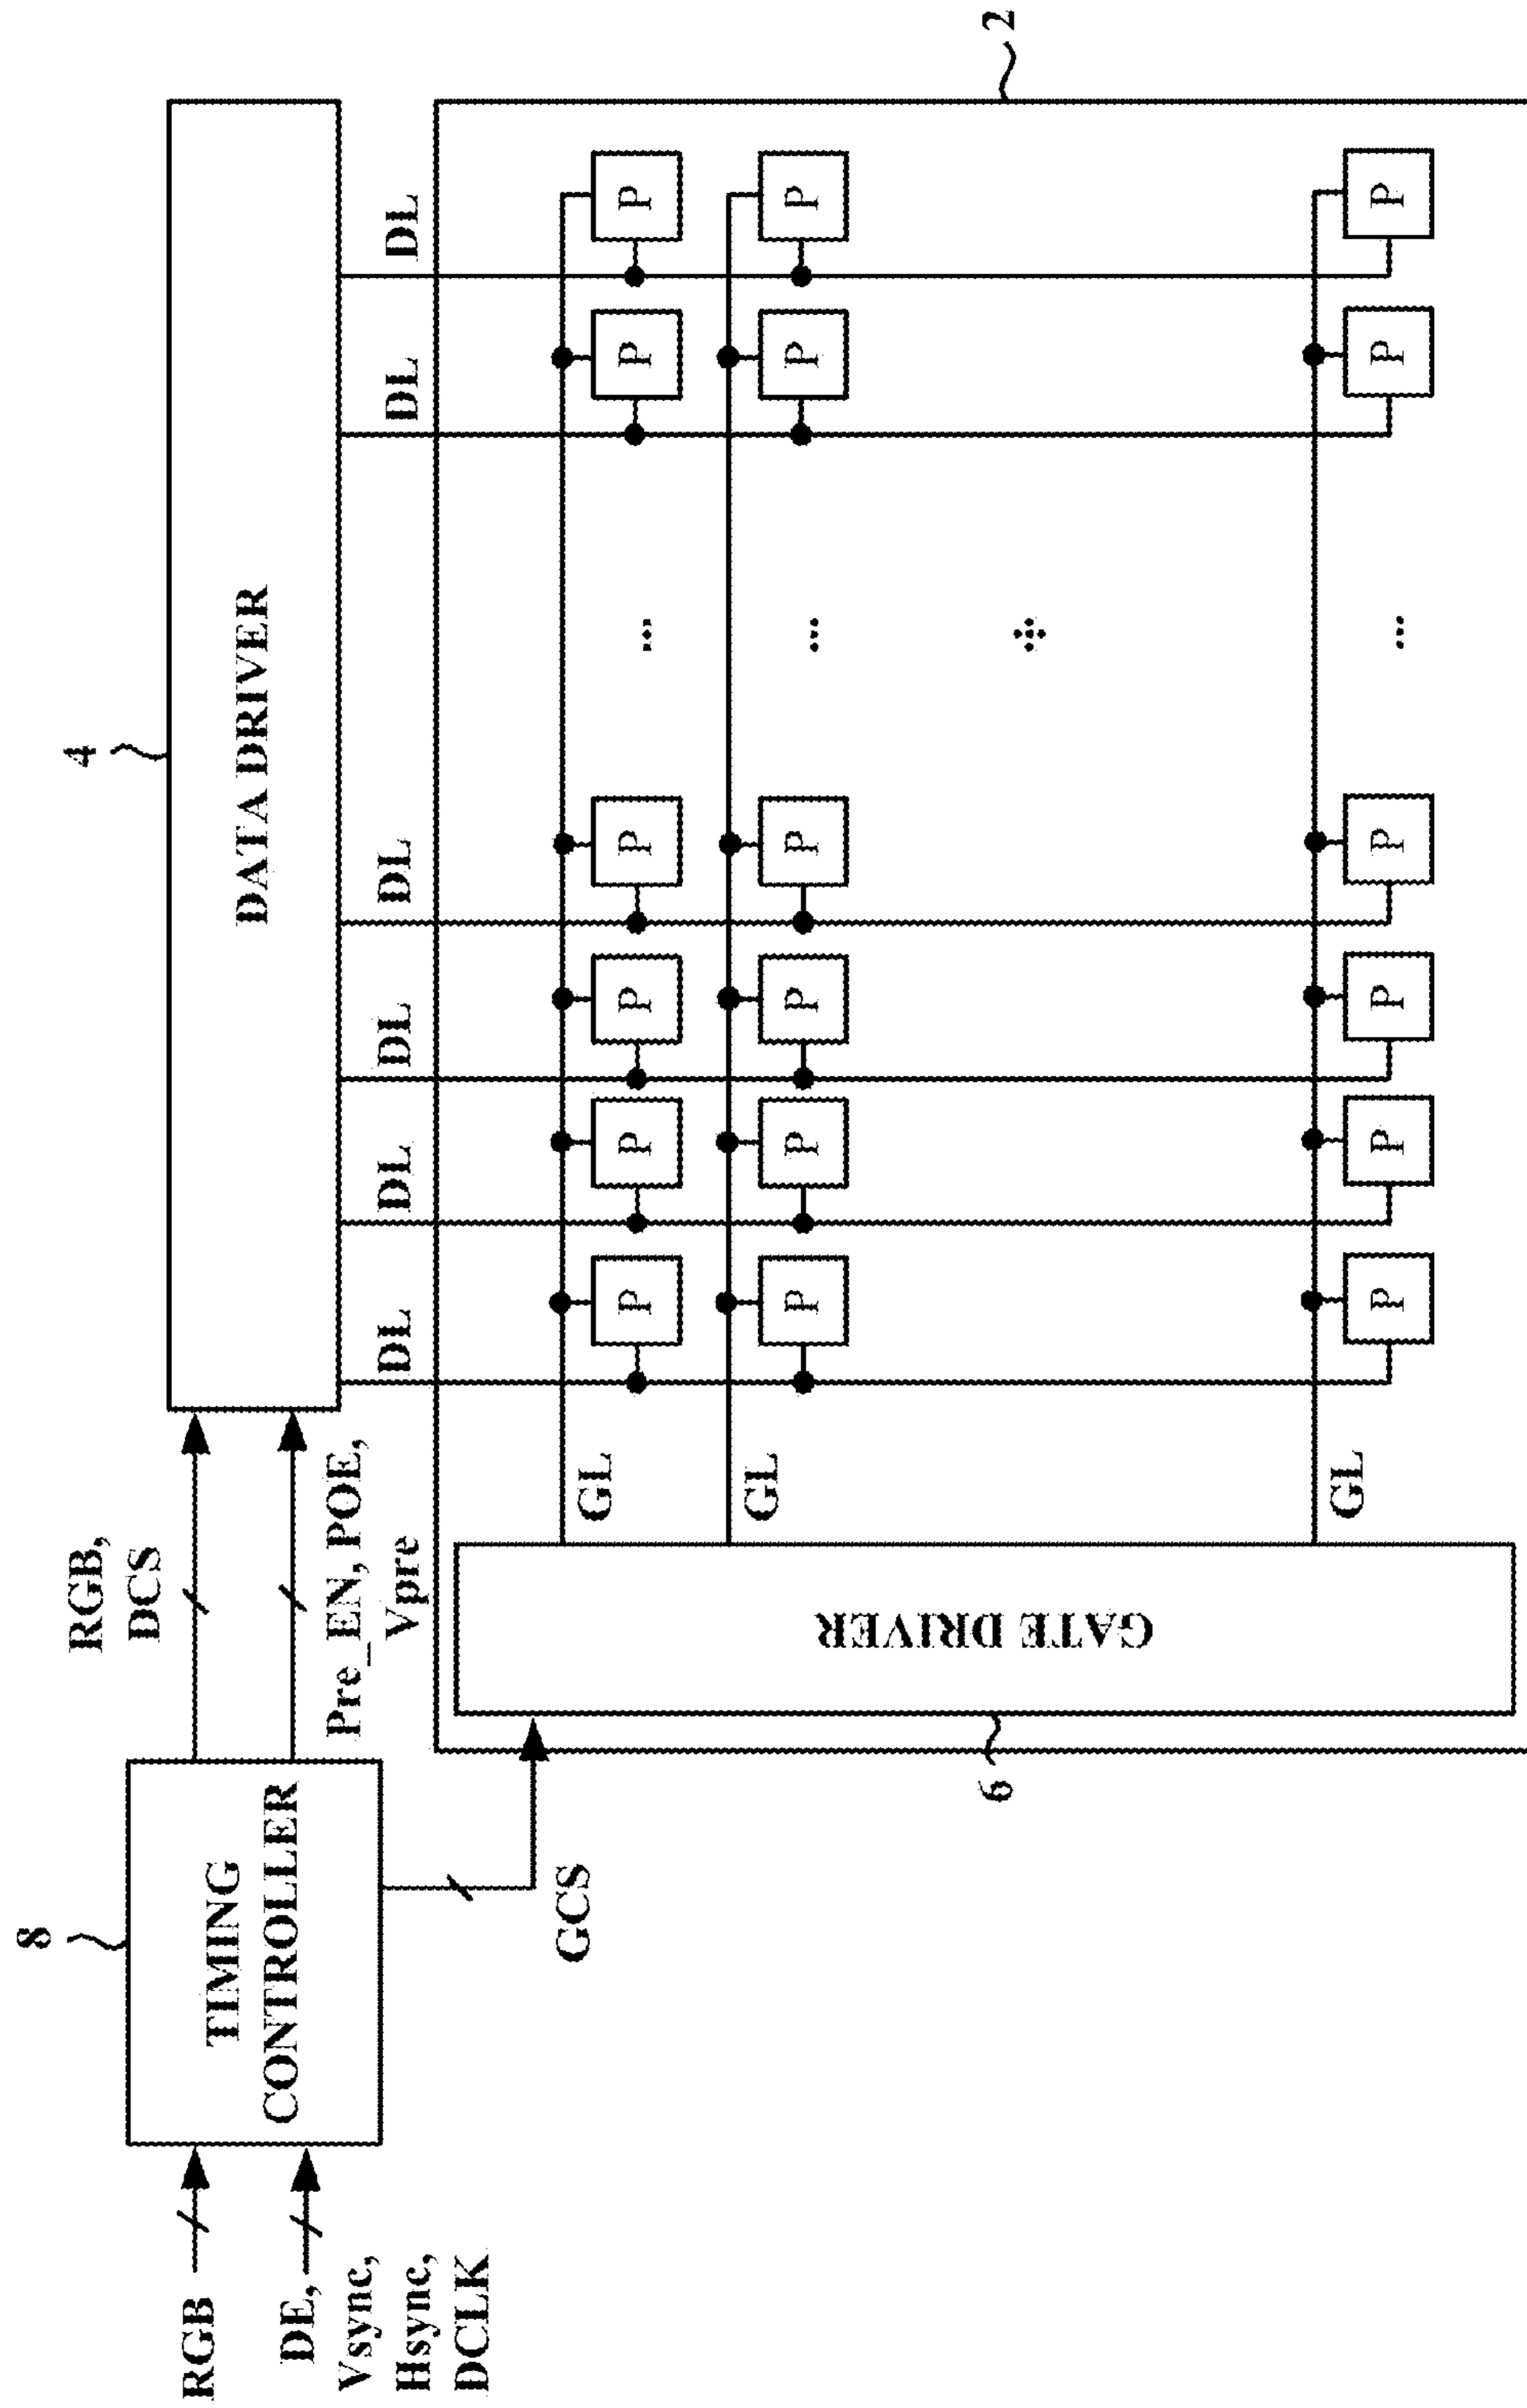 8
TIMING
CONTROLLER
RGB
DE,
Vsync,
Hsync,
DCLK
RGB,
DCS
Pre_EN, POE,
Vpre
GCS
4
DATA DRIVER
DL
DL
DL
DL
DL
DL
6
GATE DRIVER
GL
P P P P ... P P
GL
P P P P ... P P
GL
P P P P ... P P
2